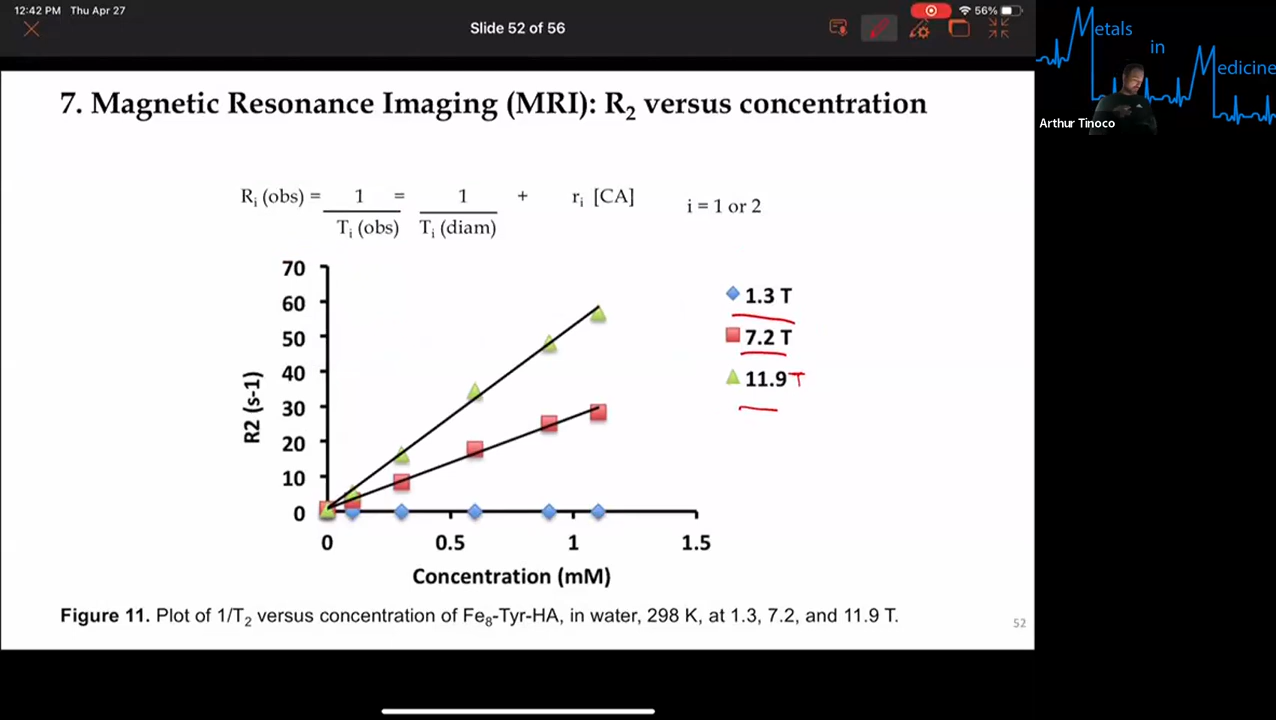 12:42 PM Thu Apr 27
56%
Slide 52 of 56
Metals
in
Medicine
Arthur Tinoco
7. Magnetic Resonance Imaging (MRI): R2 versus concentration
Ri (obs) = 1 = 1 + ri [CA] i = 1 or 2
Ti (obs) Ti (diam)
70
60
50
40
30
20
10
0
R2 (s-1)
0 0.5 1 1.5
Concentration (mM)
1.3 T
7.2 T
11.9 T
Figure 11. Plot of 1/T2 versus concentration of Fe8-Tyr-HA, in water, 298 K, at 1.3, 7.2, and 11.9 T.
52